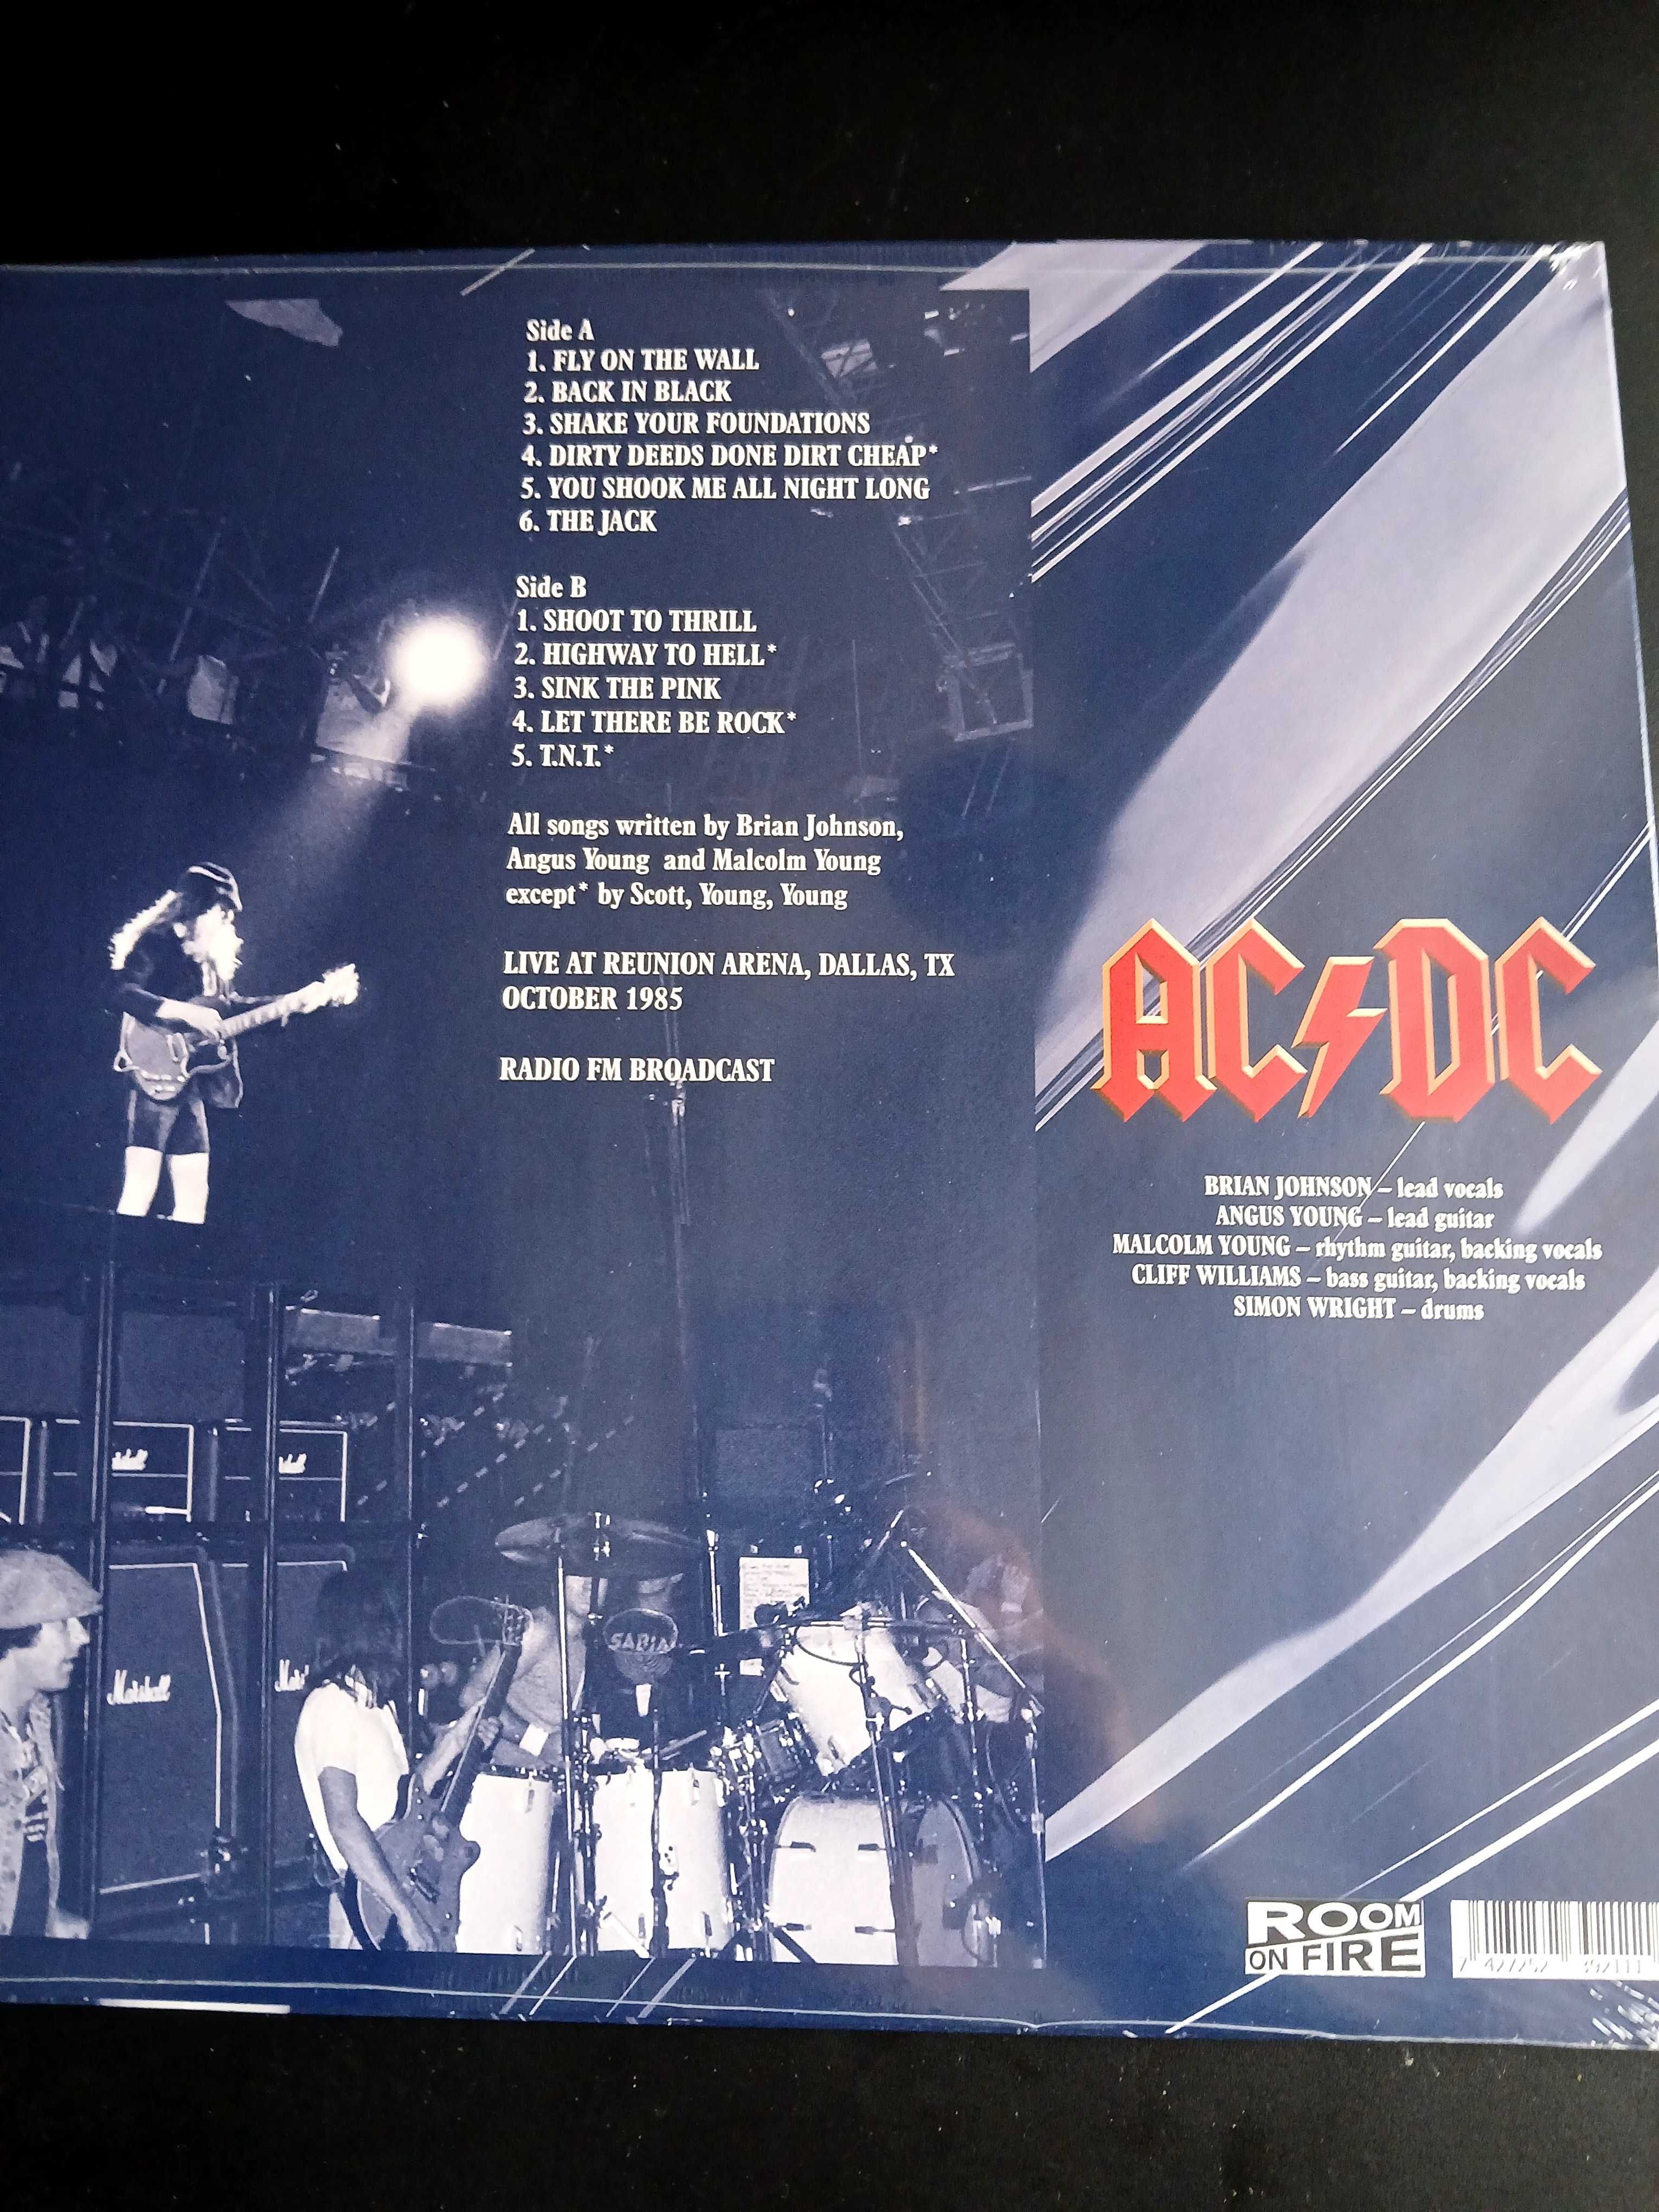 Side A
1. FLY ON THE WALL
2. BACK IN BLACK
3. SHAKE YOUR FOUNDATIONS
4. DIRTY DEEDS DONE DIRT CHEAP*
5. YOU SHOOK ME ALL NIGHT LONG
6. THE JACK
Side B
1. SHOOT TO THRILL
2. HIGHWAY TO HELL*
3. SINK THE PINK
4. LET THERE BE ROCK*
5. T.N.T.*
All songs written by Brian Johnson,
Angus Young and Malcolm Young
except* by Scott, Young, Young
LIVE AT REUNION ARENA, DALLAS, TX
OCTOBER 1985
RADIO FM BROADCAST
AC⚡DC
BRIAN JOHNSON – lead vocals
ANGUS YOUNG – lead guitar
MALCOLM YOUNG – rhythm guitar, backing vocals
CLIFF WILLIAMS – bass guitar, backing vocals
SIMON WRIGHT – drums
Marshall
SABIA
ROOM
ON FIRE
7 427252 392111